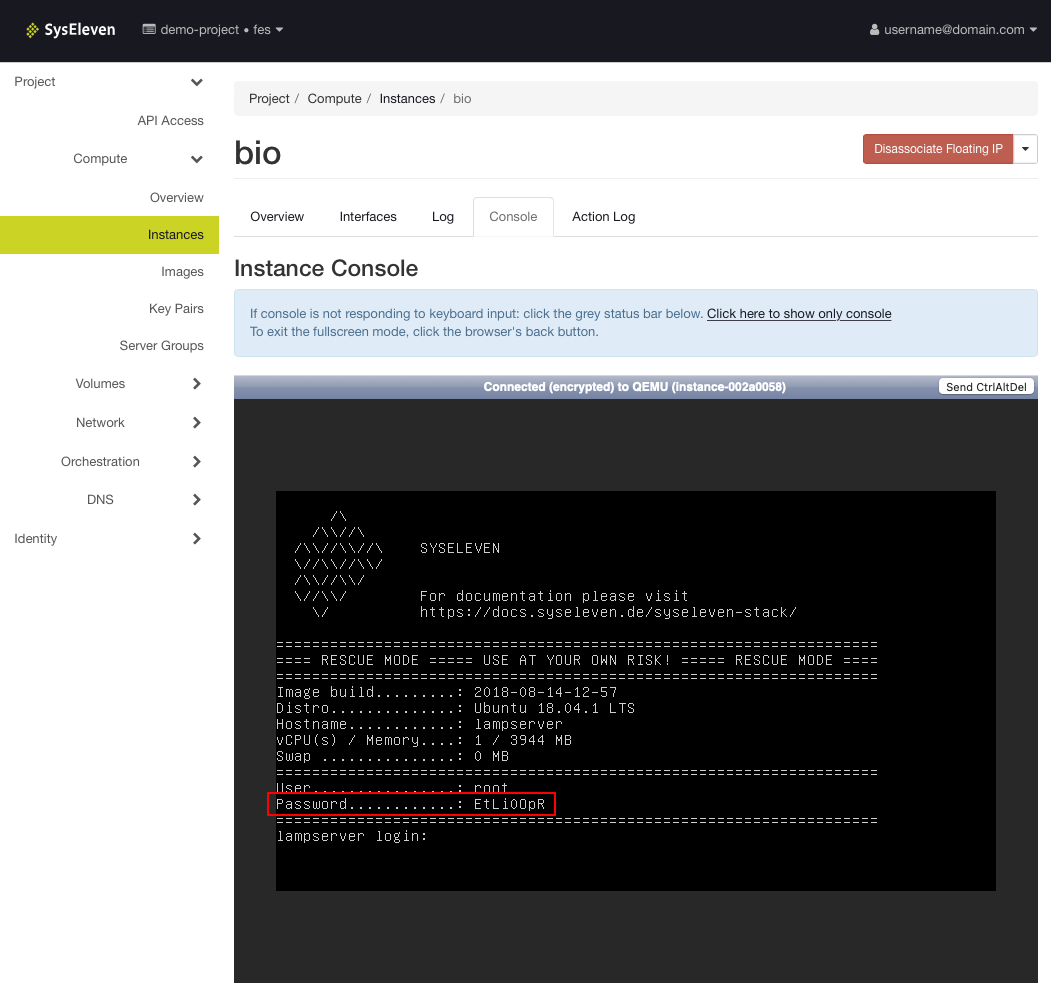 SysEleven demo-project • fes username@domain.com
Project
API Access
Compute
Overview
Instances
Images
Key Pairs
Server Groups
Volumes
Network
Orchestration
DNS
Identity
Project / Compute / Instances / bio
bio
Disassociate Floating IP
Overview Interfaces Log Console Action Log
Instance Console
If console is not responding to keyboard input: click the grey status bar below. Click here to show only console
To exit the fullscreen mode, click the browser's back button.
Connected (encrypted) to QEMU (instance-002a0058) Send CtrlAltDel
SYSELEVEN
For documentation please visit
https://docs.syseleven.de/syseleven-stack/
===================================================================
==== RESCUE MODE ===== USE AT YOUR OWN RISK! ===== RESCUE MODE ====
===================================================================
Image build.........: 2018-08-14-12-57
Distro..............: Ubuntu 18.04.1 LTS
Hostname............: lampserver
vCPU(s) / Memory....: 1 / 3944 MB
Swap ...............: 0 MB
===================================================================
User................: root
Password............: EtLi0OpR
===================================================================
lampserver login: